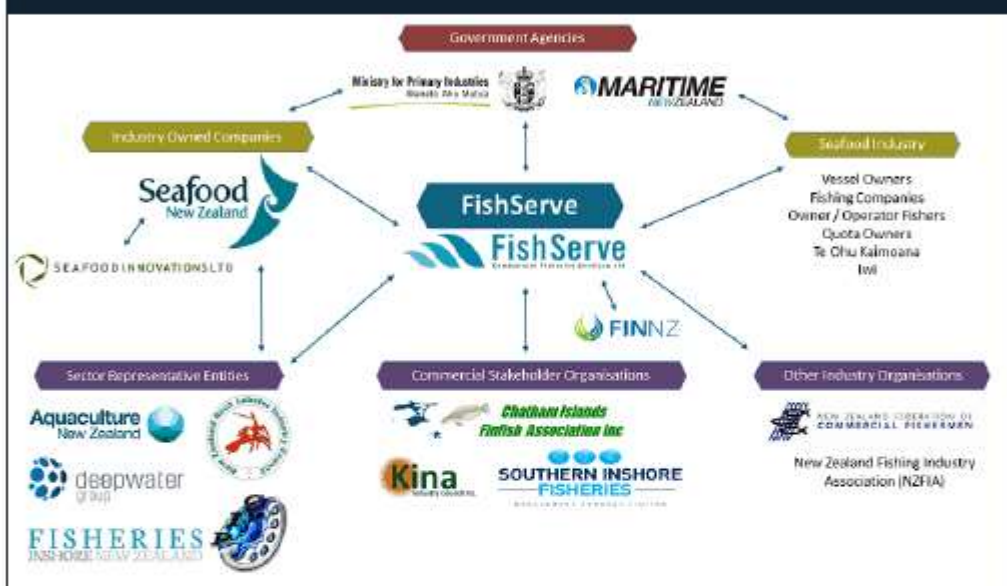 Government Agencies
Ministry for Primary Industries
Manatū Ahu Matua
MARITIME
NEW ZEALAND
Industry Owned Companies
Seafood Industry
Seafood
New Zealand
Vessel Owners
Fishing Companies
Owner / Operator Fishers
Quota Owners
Te Ohu Kaimoana
Iwi
FishServe
FishServe
SEAFOOD INNOVATIONS LTD
FINNZ
Sector Representative Entities
Commercial Stakeholder Organisations
Other Industry Organisations
Aquaculture
New Zealand
deepwater
group
FISHERIES
INSHORE NEW ZEALAND
Chatham Islands
Finfish Association Inc
Kina
Industry Council Inc.
SOUTHERN INSHORE
FISHERIES
NEW ZEALAND FEDERATION OF
COMMERCIAL FISHERMEN
New Zealand Fishing Industry
Association (NZFIA)